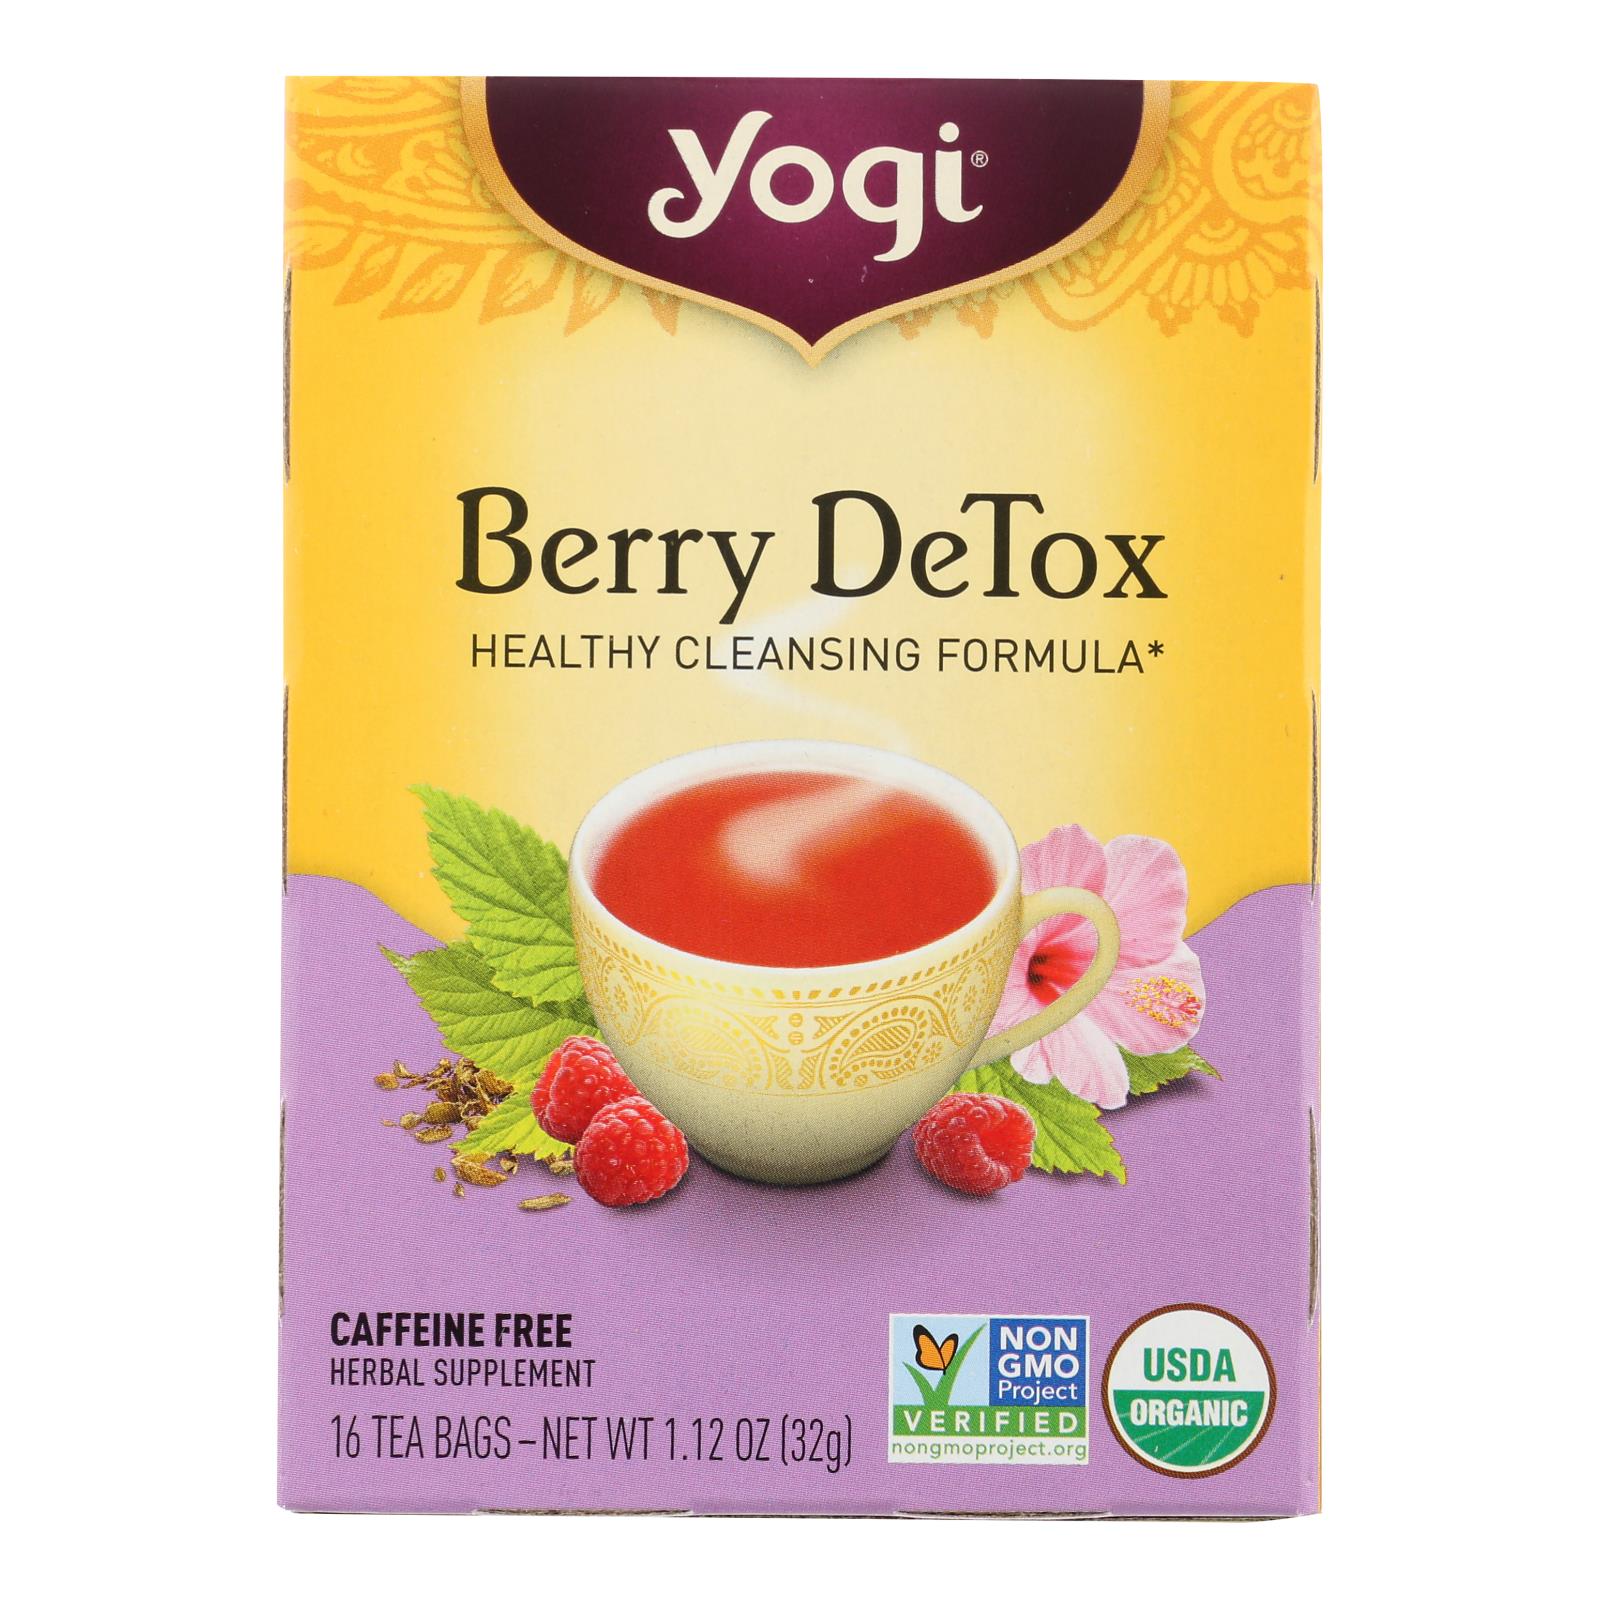 yogi®
Berry DeTox
HEALTHY CLEANSING FORMULA*
CAFFEINE FREE
HERBAL SUPPLEMENT
16 TEA BAGS–NET WT 1.12 OZ (32g)
NON
GMO
Project
VERIFIED
nongmoproject.org
USDA
ORGANIC